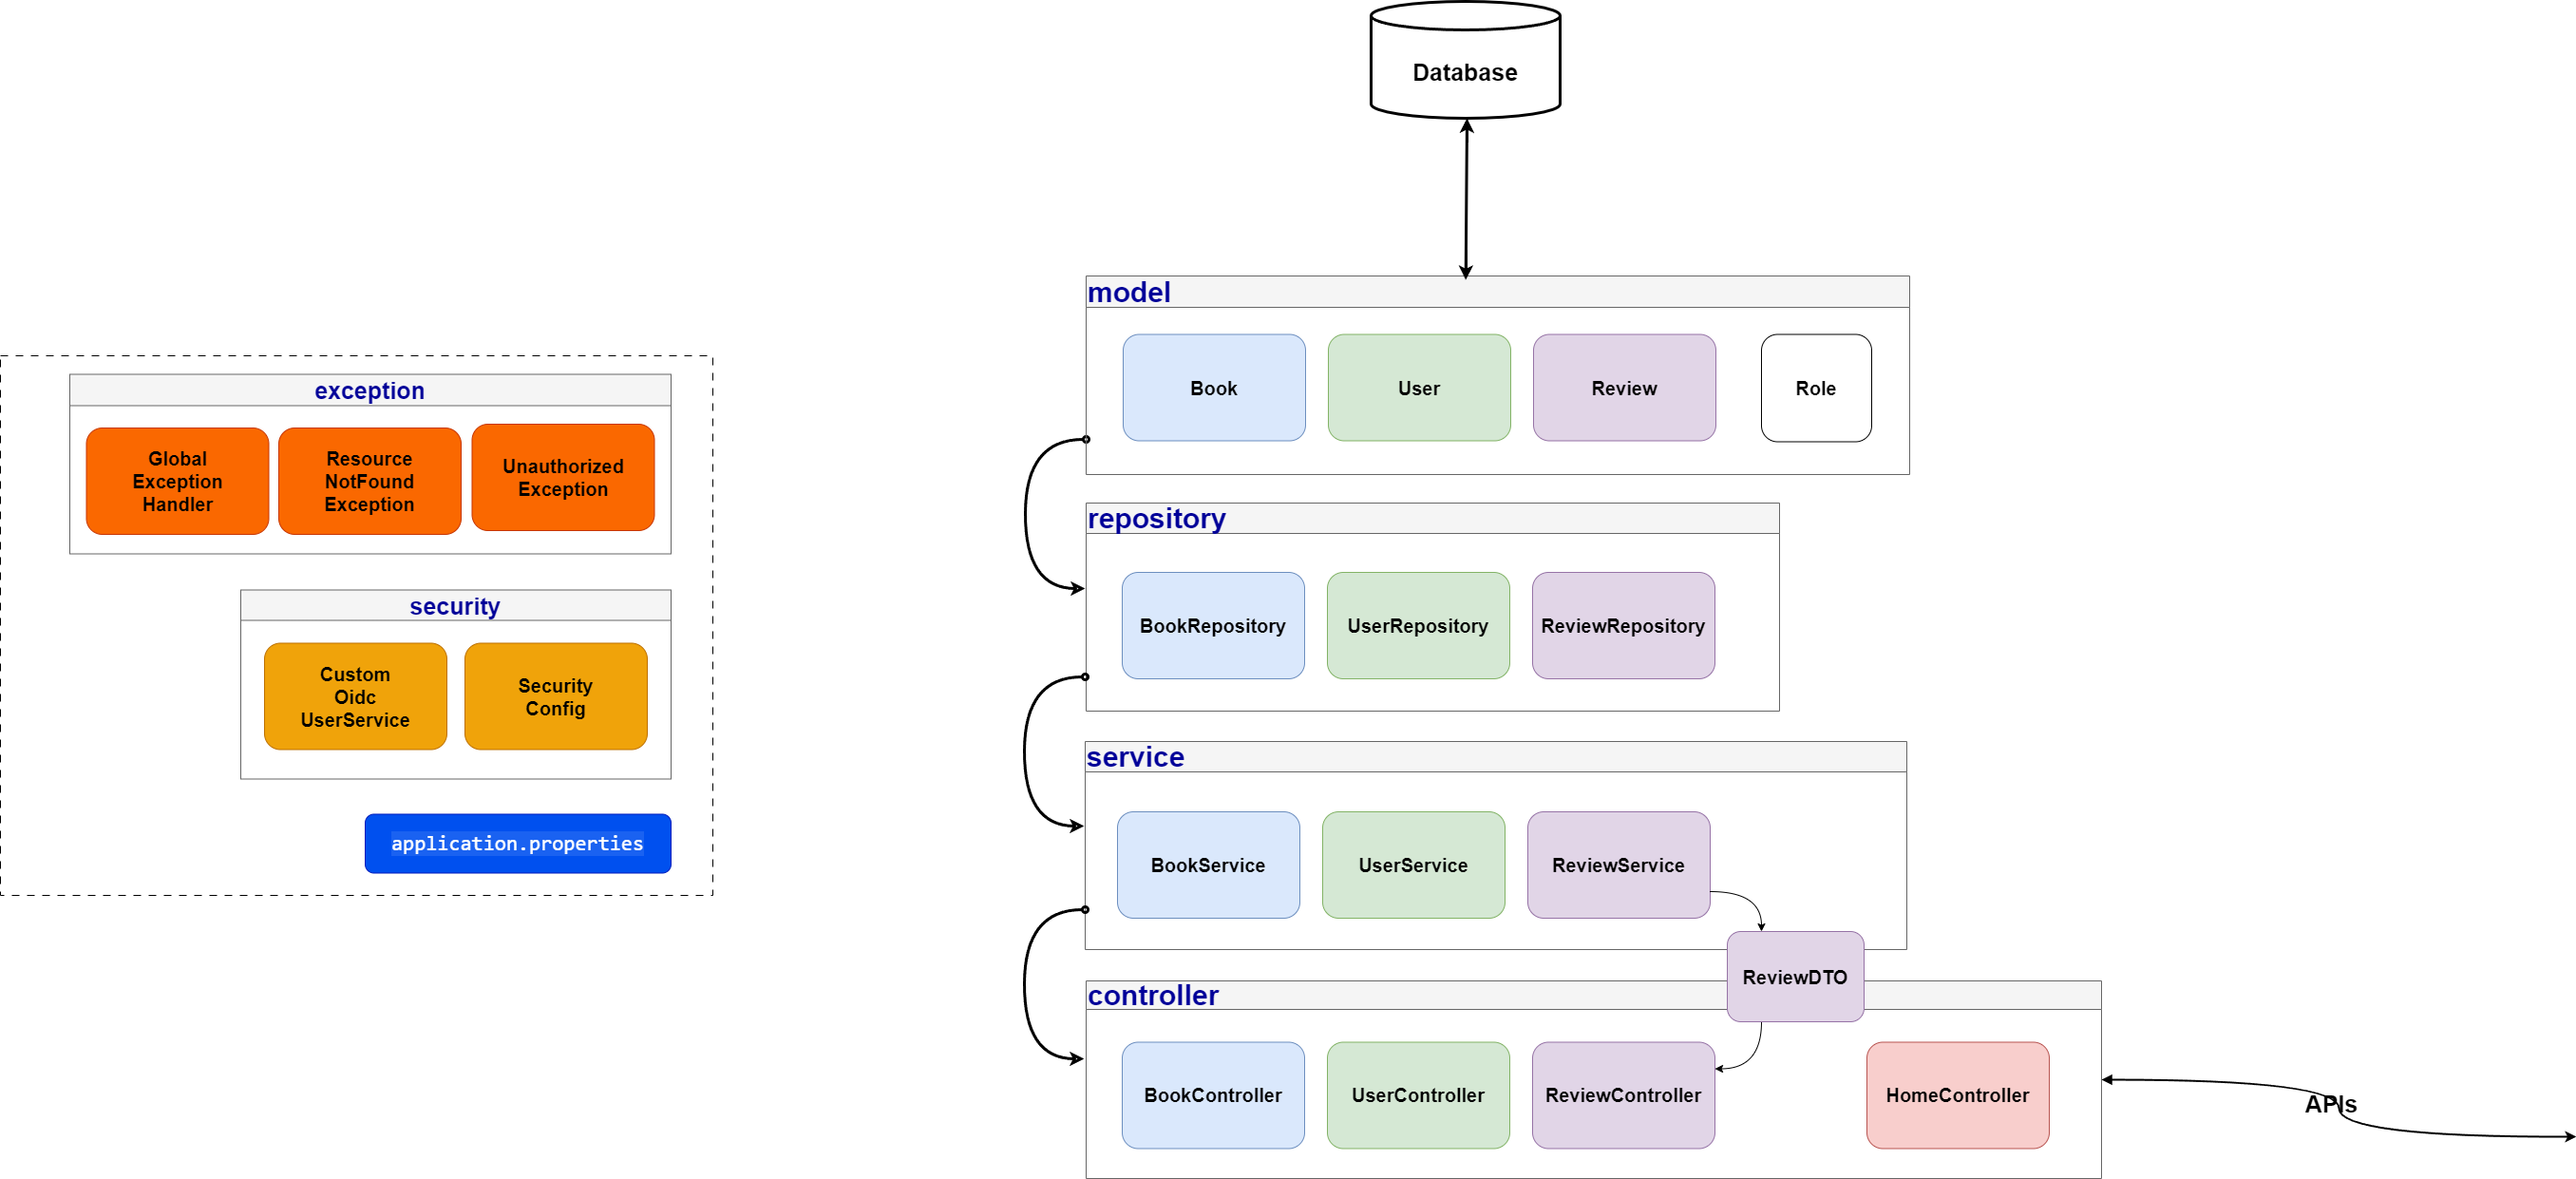 Database
model
Book
User
Review
Role
exception
Global
Exception
Handler
Resource
NotFound
Exception
Unauthorized
Exception
repository
BookRepository
UserRepository
ReviewRepository
security
Custom
Oidc
UserService
Security
Config
service
BookService
UserService
ReviewService
application.properties
ReviewDTO
controller
BookController
UserController
ReviewController
HomeController
APIs